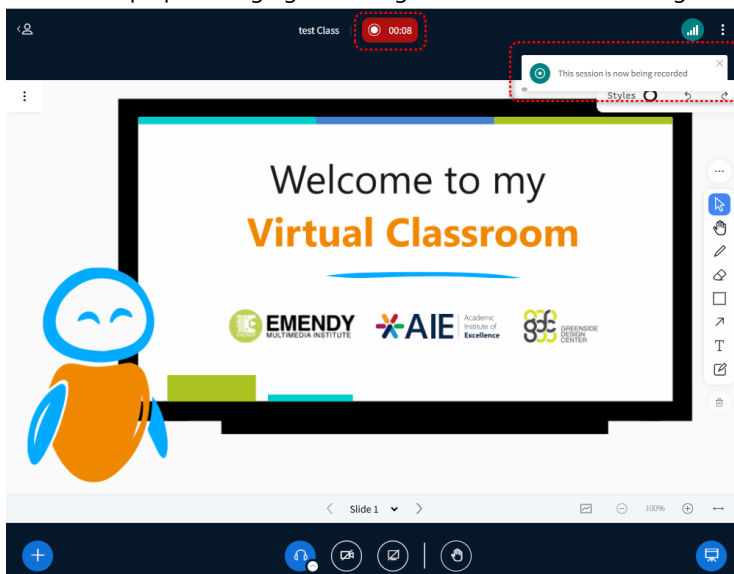 test Class
00:08
This session is now being recorded
Styles
Welcome to my
Virtual Classroom
EMENDY
MULTIMEDIA INSTITUTE
AIE
Academic
Institute of
Excellence
gdc
GREENSIDE
DESIGN
CENTER
T
Slide 1
100%